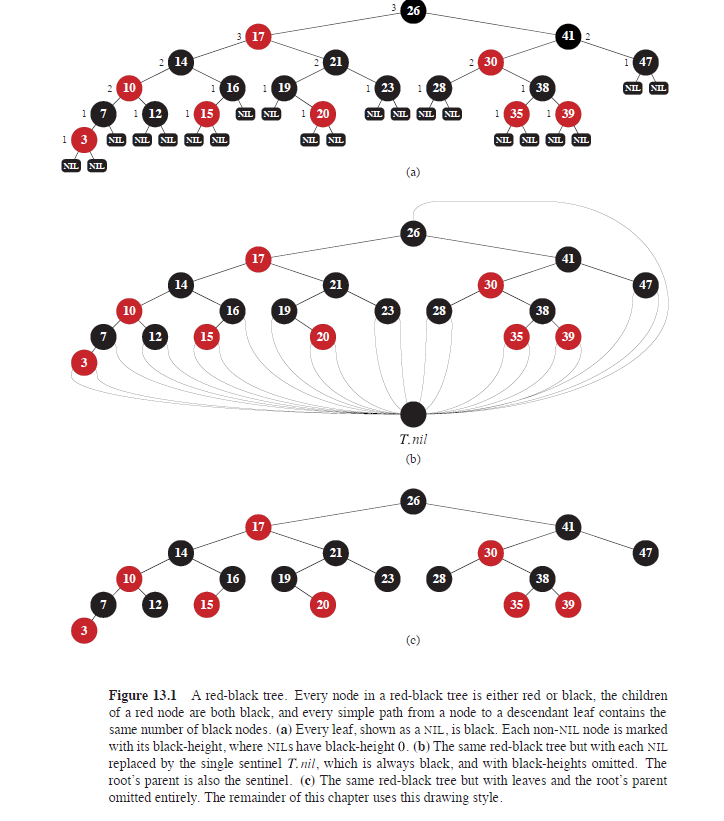 3 26
3 17 41 2
2 14 2 21 2 30 1 47
2 10 1 16 1 19 1 23 1 28 1 38 NIL NIL
1 7 1 12 1 15 NIL NIL 1 20 NIL NIL NIL NIL 1 35 1 39
1 3 NIL NIL NIL NIL NIL NIL NIL NIL NIL NIL NIL
NIL NIL
(a)
26
17 41
14 21 30 47
10 16 19 23 28 38
7 12 15 20 35 39
3
T.nil
(b)
26
17 41
14 21 30 47
10 16 19 23 28 38
7 12 15 20 35 39
3
(c)
Figure 13.1 A red-black tree. Every node in a red-black tree is either red or black, the children
of a red node are both black, and every simple path from a node to a descendant leaf contains the
same number of black nodes. (a) Every leaf, shown as a NIL, is black. Each non-NIL node is marked
with its black-height, where NILs have black-height 0. (b) The same red-black tree but with each NIL
replaced by the single sentinel T.nil, which is always black, and with black-heights omitted. The
root's parent is also the sentinel. (c) The same red-black tree but with leaves and the root's parent
omitted entirely. The remainder of this chapter uses this drawing style.